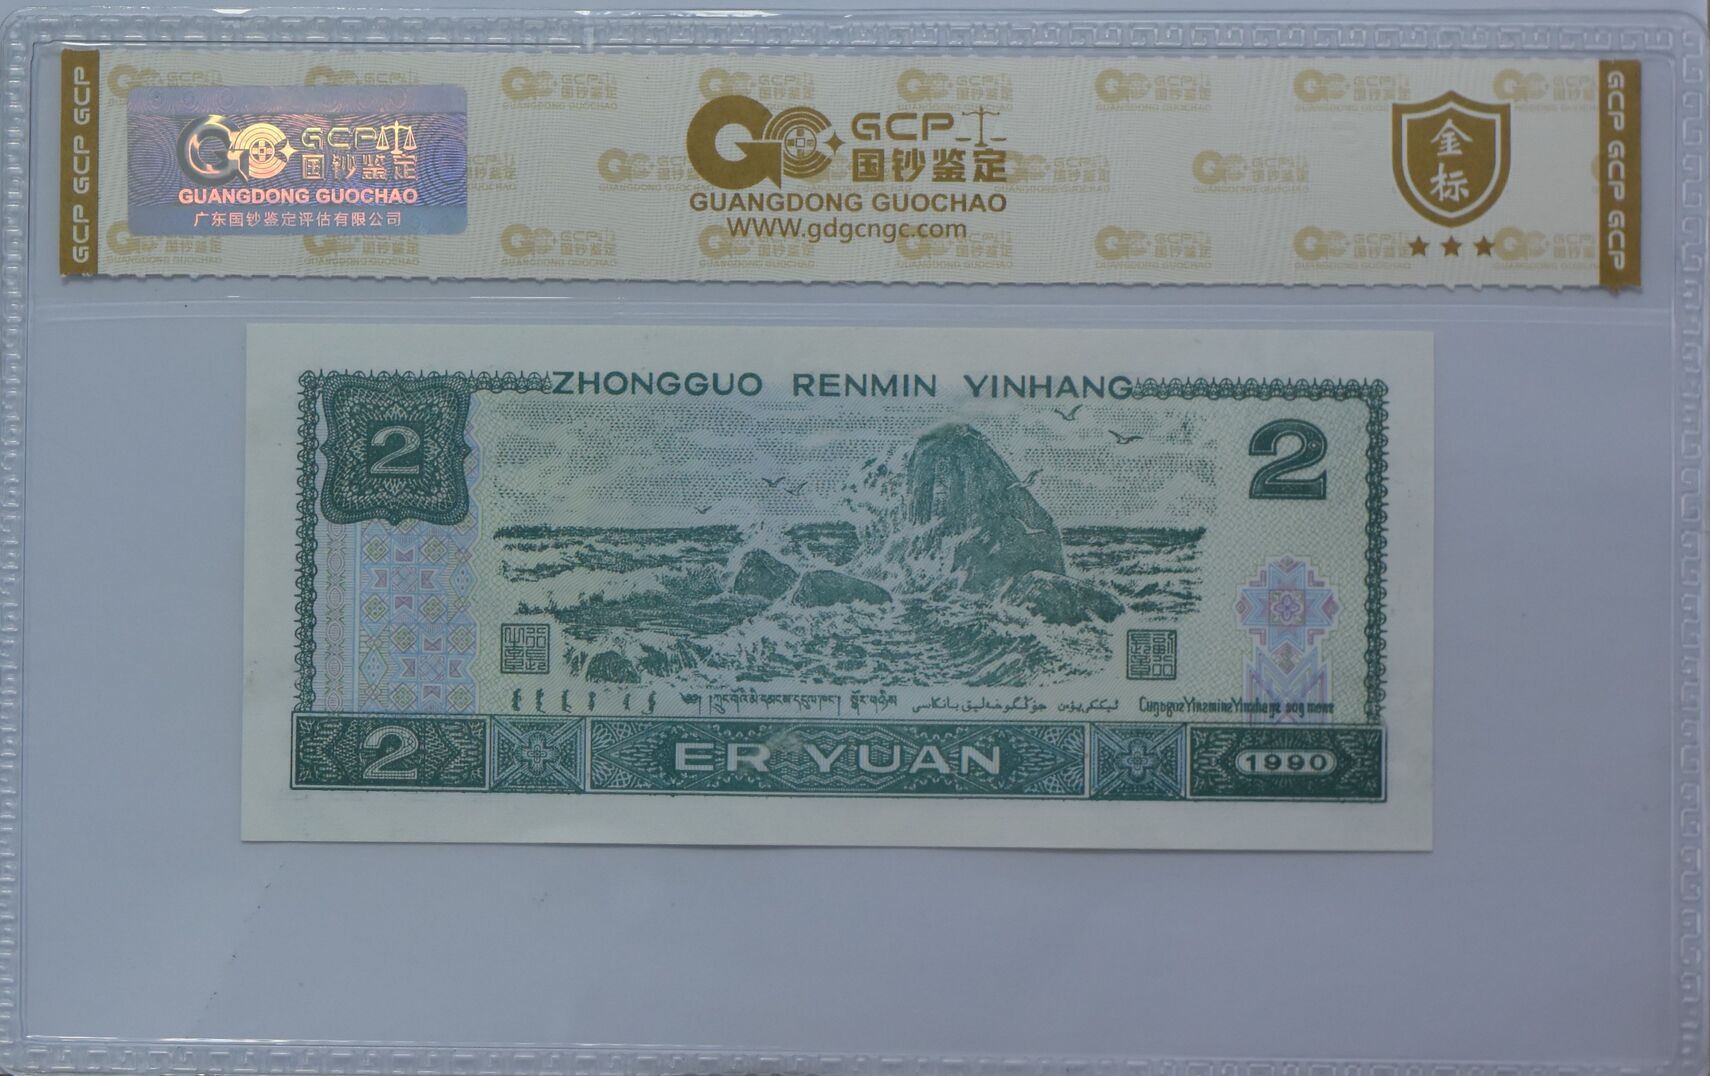 GCP GCP GCP
GCP
国钞鉴定
GUANGDONG GUOCHAO
广东国钞鉴定评估有限公司
GCP
国钞鉴定
GUANGDONG GUOCHAO
WWW.gdgcngc.com
金标
GCP GCP GCP
ZHONGGUO RENMIN YINHANG
2
2
2
ER YUAN
1990